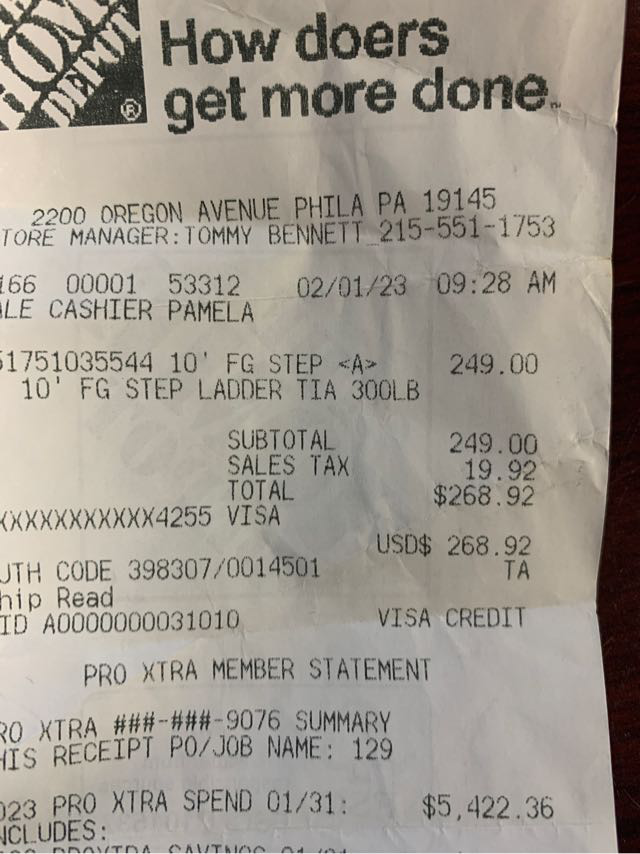 DEPOT ®
How doers
get more done.™
2200 OREGON AVENUE PHILA PA 19145
TORE MANAGER:TOMMY BENNETT 215-551-1753
166 00001 53312 02/01/23 09:28 AM
ALE CASHIER PAMELA
51751035544 10' FG STEP <A> 249.00
10' FG STEP LADDER TIA 300LB
SUBTOTAL 249.00
SALES TAX 19.92
TOTAL $268.92
XXXXXXXXXXXX4255 VISA
USD$ 268.92
UTH CODE 398307/0014501 TA
hip Read
ID A0000000031010 VISA CREDIT
PRO XTRA MEMBER STATEMENT
RO XTRA ###-###-9076 SUMMARY
HIS RECEIPT PO/JOB NAME: 129
023 PRO XTRA SPEND 01/31: $5,422.36
NCLUDES: